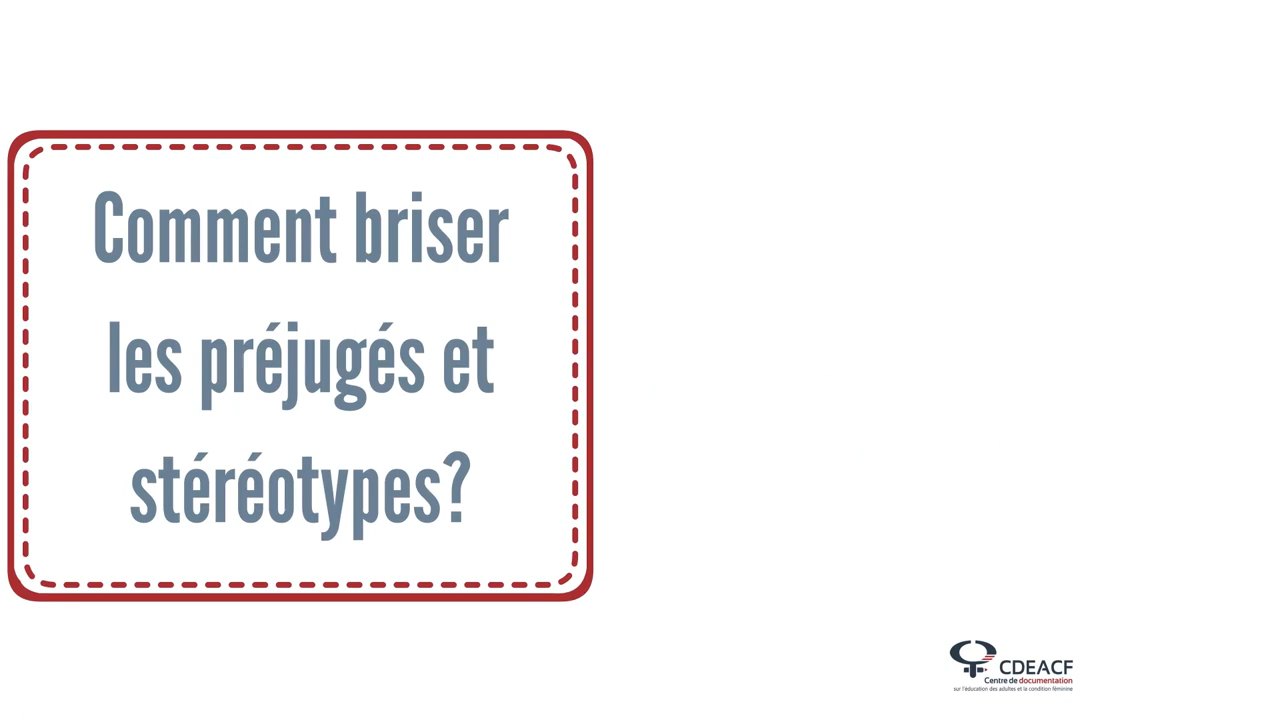 Comment briser
les préjugés et
stéréotypes?
CDEACF
Centre de documentation
sur l'éducation des adultes et la condition féminine